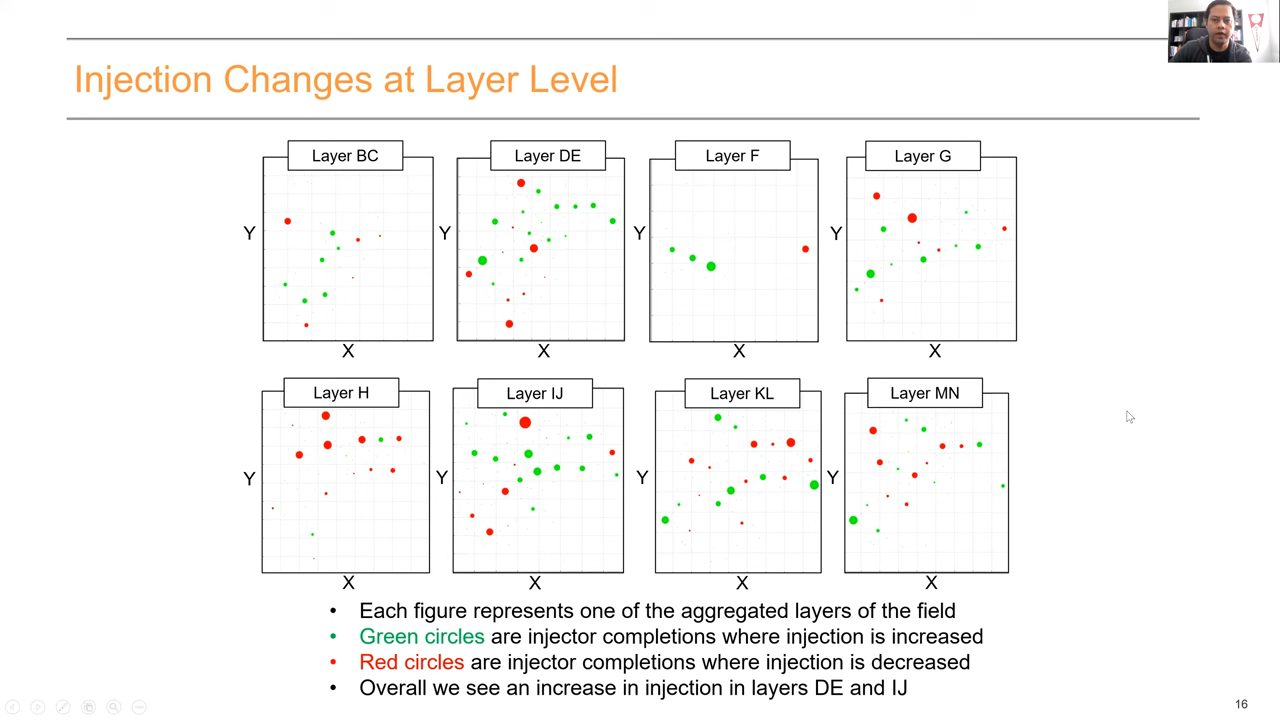 Injection Changes at Layer Level
Layer BC
Layer DE
Layer F
Layer G
Y
Y
Y
Y
X
X
X
X
Layer H
Layer IJ
Layer KL
Layer MN
Y
Y
Y
Y
X
X
X
X
• Each figure represents one of the aggregated layers of the field
• Green circles are injector completions where injection is increased
• Red circles are injector completions where injection is decreased
• Overall we see an increase in injection in layers DE and IJ
16